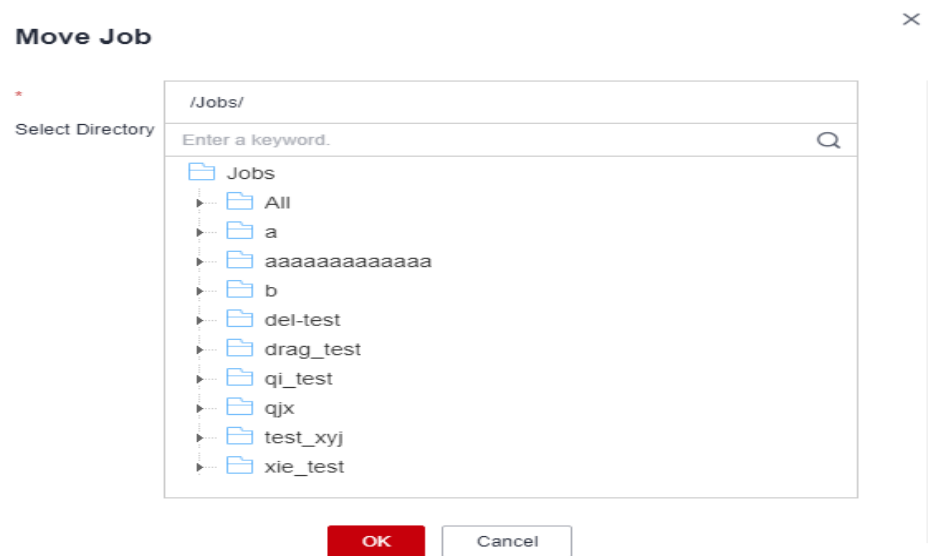 Move Job
*
/Jobs/
Select Directory
Enter a keyword.
Jobs
All
a
aaaaaaaaaaaaa
b
del-test
drag_test
qi_test
qjx
test_xyj
xie_test
OK
Cancel